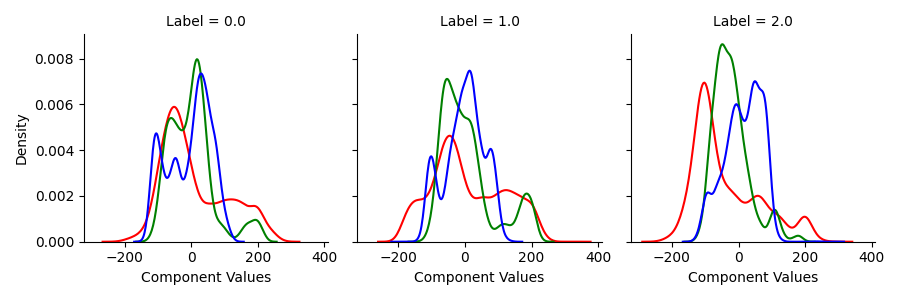 Label = 0.0
Label = 1.0
Label = 2.0
Density
0.008
0.006
0.004
0.002
0.000
−200 0 200 400
−200 0 200 400
−200 0 200 400
Component Values
Component Values
Component Values